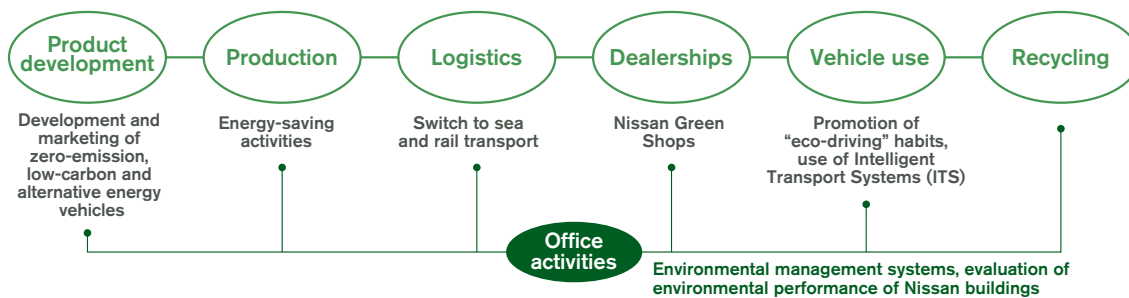 Product
development
Production
Logistics
Dealerships
Vehicle use
Recycling
Development and
marketing of
zero-emission,
low-carbon and
alternative energy
vehicles
Energy-saving
activities
Switch to sea
and rail transport
Nissan Green
Shops
Promotion of
“eco-driving” habits,
use of Intelligent
Transport Systems (ITS)
Office
activities
Environmental management systems, evaluation of
environmental performance of Nissan buildings